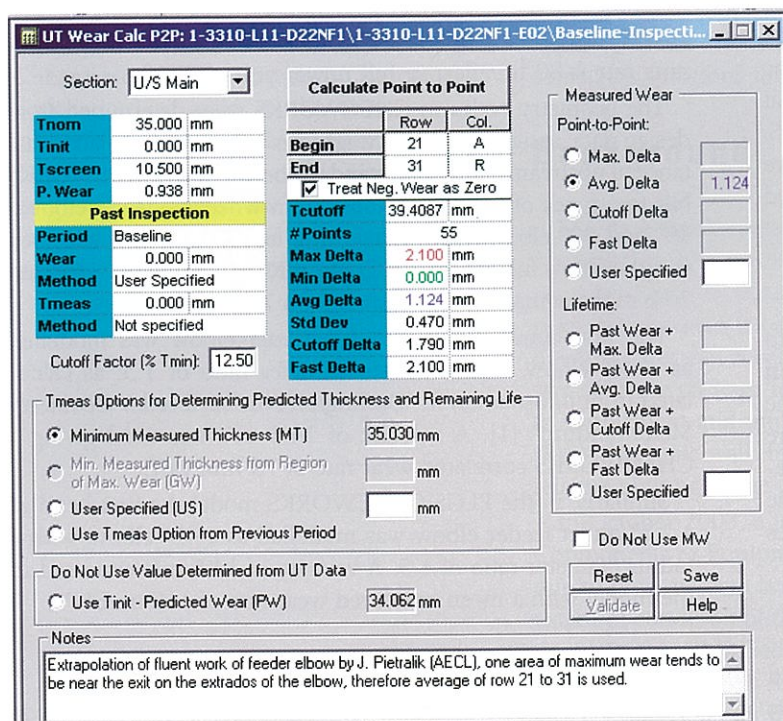 UT Wear Calc P2P: 1-3310-L11-D22NF1\1-3310-L11-D22NF1-E02\Baseline-Inspecti...
Section: U/S Main
Tnorm 35.000 mm
Tinit 0.000 mm
Tscreen 10.500 mm
P. Wear 0.938 mm
Past Inspection
Period Baseline
Wear 0.000 mm
Method User Specified
Tmeas 0.000 mm
Method Not specified
Cutoff Factor (% Tmin): 12.50
Calculate Point to Point
Row Col.
Begin 21 A
End 31 R
Treat Neg. Wear as Zero
Tcutoff 39.4087 mm
# Points 55
Max Delta 2.100 mm
Min Delta 0.000 mm
Avg Delta 1.124 mm
Std Dev 0.470 mm
Cutoff Delta 1.790 mm
Fast Delta 2.100 mm
Measured Wear
Point-to-Point:
Max. Delta
Avg. Delta 1.124
Cutoff Delta
Fast Delta
User Specified
Lifetime:
Past Wear +
Max. Delta
Past Wear +
Avg. Delta
Past Wear +
Cutoff Delta
Past Wear +
Fast Delta
User Specified
Tmeas Options for Determining Predicted Thickness and Remaining Life
Minimum Measured Thickness (MT) 35.030 mm
Min. Measured Thickness from Region
of Max. Wear (GW) mm
User Specified (US) mm
Use Tmeas Option from Previous Period
Do Not Use Value Determined from UT Data
Use Tinit - Predicted Wear (PW) 34.062 mm
Do Not Use MW
Reset Save
Validate Help
Notes
Extrapolation of fluent work of feeder elbow by J. Pietralik (AECL), one area of maximum wear tends to
be near the exit on the extrados of the elbow, therefore average of row 21 to 31 is used.